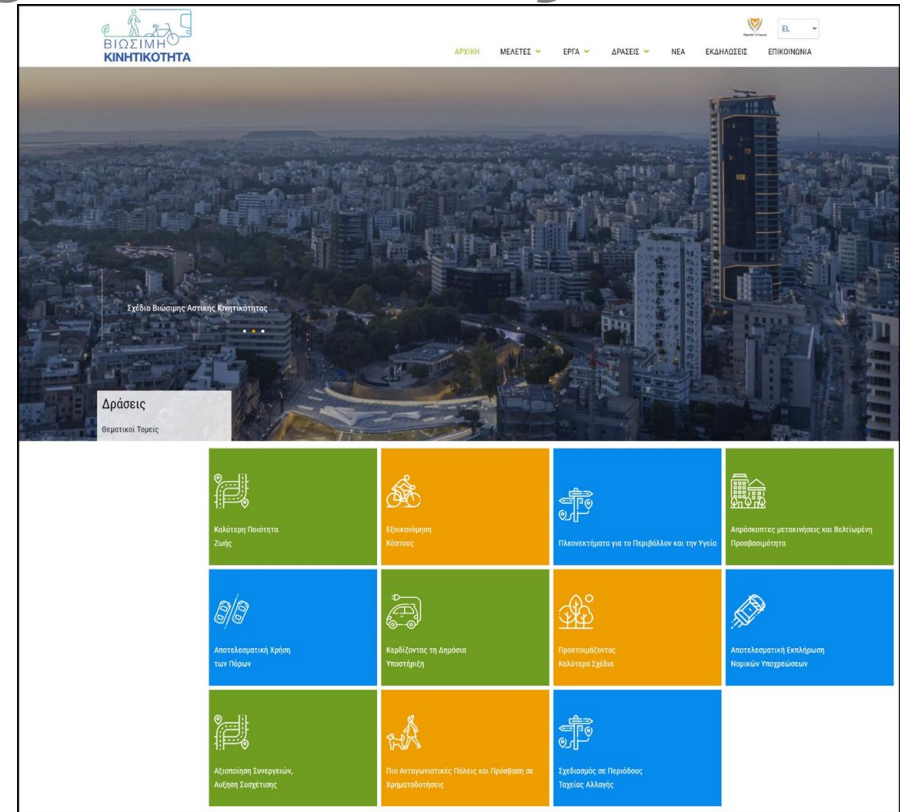 ΒΙΩΣΙΜΗ
ΚΙΝΗΤΙΚΟΤΗΤΑ
EL
ΑΡΧΙΚΗ ΜΕΛΕΤΕΣ ΕΡΓΑ ΔΡΑΣΕΙΣ ΝΕΑ ΕΚΔΗΛΩΣΕΙΣ ΕΠΙΚΟΙΝΩΝΙΑ
Σχέδιο Βιώσιμης Αστικής Κινητικότητας
Δράσεις
Θεματικοί Τομείς
Καλύτερη Ποιότητα
Ζωής
Εξοικονόμηση
Κόστους
Πλεονεκτήματα για το Περιβάλλον και την Υγεία
Απρόσκοπτες μετακινήσεις και Βελτιωμένη
Προσβασιμότητα
Αποτελεσματική Χρήση
των Πόρων
Κερδίζοντας τη Δημόσια
Υποστήριξη
Προετοιμάζοντας
Καλύτερα Σχέδια
Αποτελεσματική Εκπλήρωση
Νομικών Υποχρεώσεων
Αξιοποίηση Συνεργειών,
Αυξηση Συσχέτισης
Πιο Ανταγωνιστικές Πόλεις και Πρόσβαση σε
Χρηματοδοτήσεις
Σχεδιασμός σε Περιόδους
Ταχείας Αλλαγής